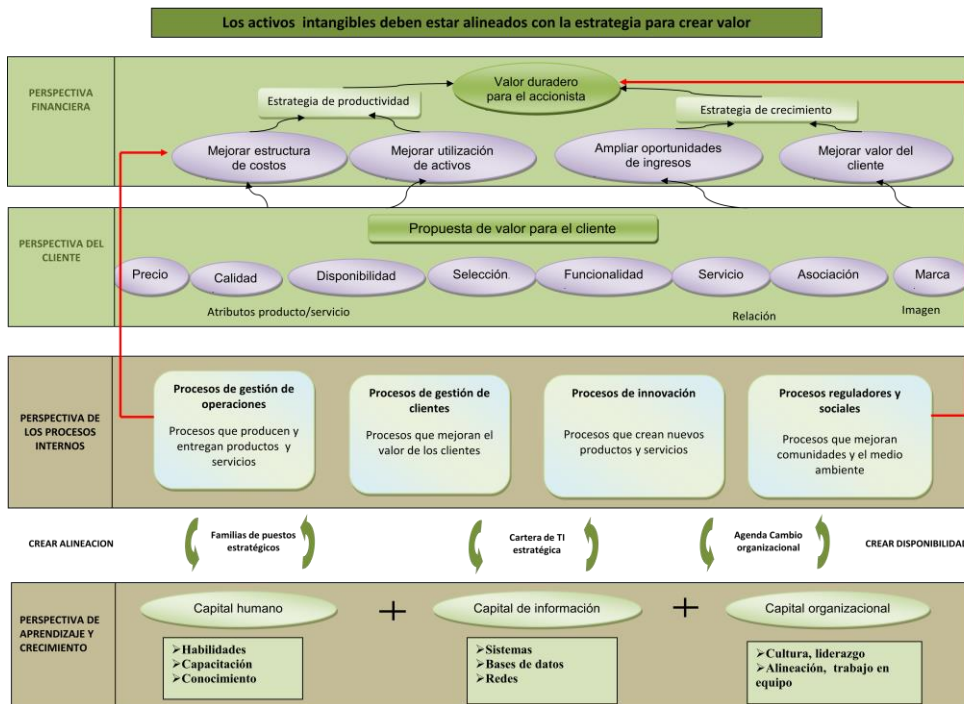 Los activos intangibles deben estar alineados con la estrategia para crear valor
PERSPECTIVA
FINANCIERA
Valor duradero
para el accionista
Estrategia de productividad
Estrategia de crecimiento
Mejorar estructura
de costos
Mejorar utilización
de activos
Ampliar oportunidades
de ingresos
Mejorar valor del
cliente
PERSPECTIVA DEL
CLIENTE
Propuesta de valor para el cliente
Precio
Calidad
Disponibilidad
Selección.
Funcionalidad
Servicio
Asociación
Marca
Atributos producto/servicio
Relación
Imagen
PERSPECTIVA DE
LOS PROCESOS
INTERNOS
Procesos de gestión de
operaciones
Procesos que producen y
entregan productos y
servicios
Procesos de gestión de
clientes
Procesos que mejoran el
valor de los clientes
Procesos de innovación
Procesos que crean nuevos
productos y servicios
Procesos reguladores y
sociales
Procesos que mejoran
comunidades y el medio
ambiente
CREAR ALINEACION
Familias de puestos
estratégicos
Cartera de TI
estratégica
Agenda Cambio
organizacional
CREAR DISPONIBILIDAD
PERSPECTIVA DE
APRENDIZAJE Y
CRECIMIENTO
Capital humano
+
Capital de información
+
Capital organizacional
➢Habilidades
➢Capacitación
➢Conocimiento
➢Sistemas
➢Bases de datos
➢Redes
➢Cultura, liderazgo
➢Alineación, trabajo en
equipo